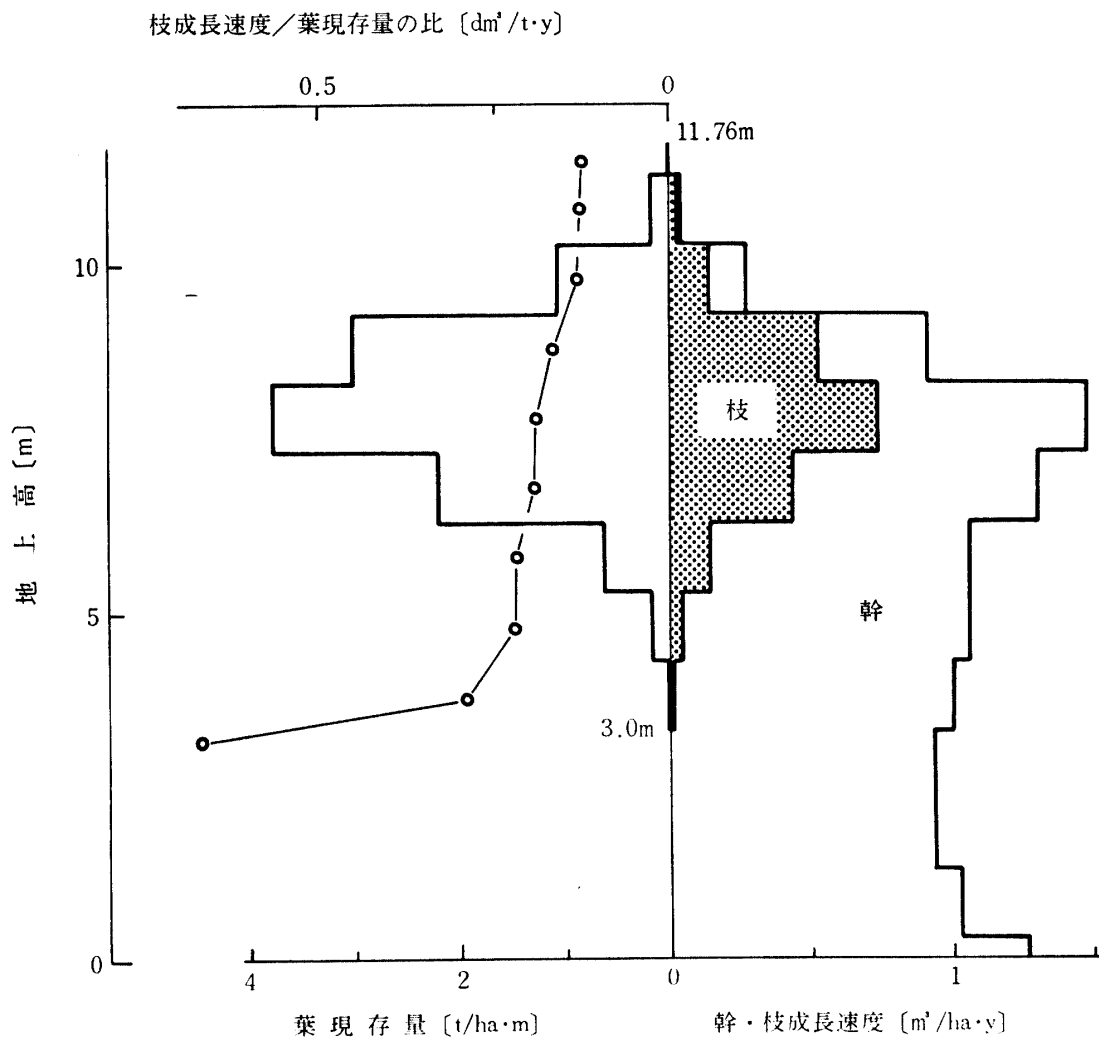 枝成長速度／葉現存量の比 〔dm³/t·y〕
0.5 0
11.76m
10
枝
地上高〔m〕
5
幹
3.0m
0
4 2 0 1
葉現存量〔t/ha·m〕 幹・枝成長速度〔m³/ha·y〕